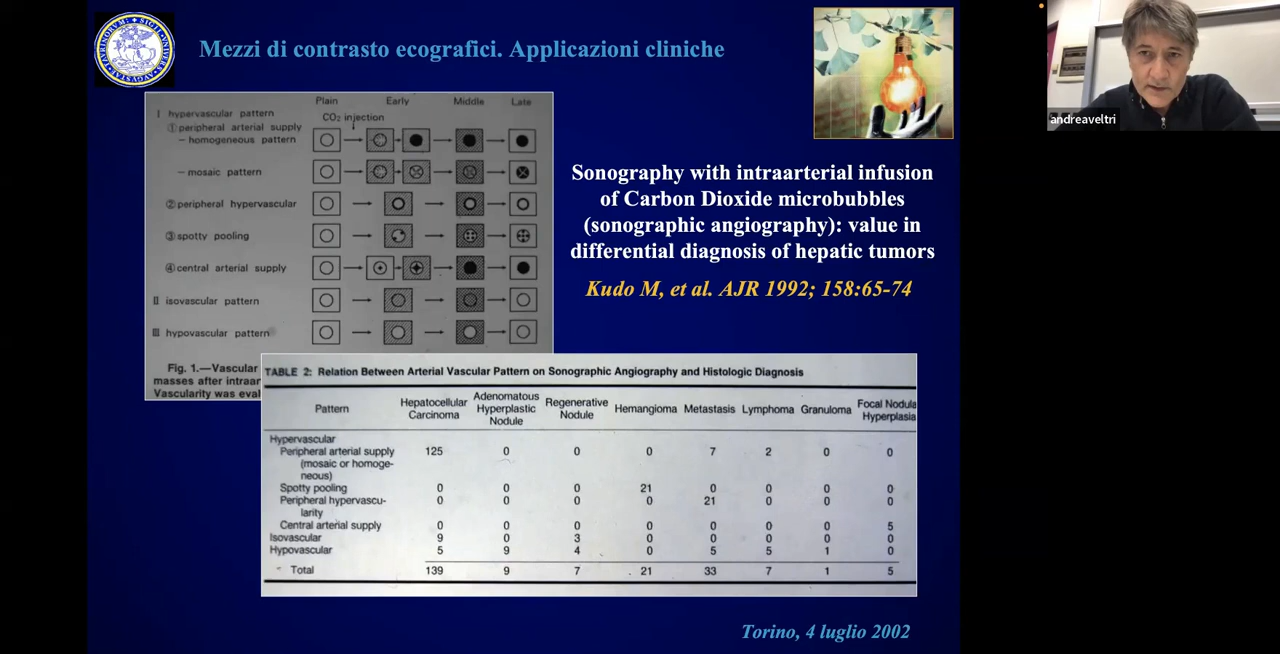 Mezzi di contrasto ecografici. Applicazioni cliniche
Plain Early Middle Late
CO₂ injection
I hypervascular pattern
① peripheral arterial supply
– homogeneous pattern
– mosaic pattern
② peripheral hypervascular
③ spotty pooling
④ central arterial supply
II isovascular pattern
III hypovascular pattern
Fig. 1.—Vascular
masses after intraar
Vascularity was eval
Sonography with intraarterial infusion
of Carbon Dioxide microbubbles
(sonographic angiography): value in
differential diagnosis of hepatic tumors
Kudo M, et al. AJR 1992; 158:65-74
TABLE 2: Relation Between Arterial Vascular Pattern on Sonographic Angiography and Histologic Diagnosis
Pattern Hepatocellular Carcinoma Adenomatous Hyperplastic Nodule Regenerative Nodule Hemangioma Metastasis Lymphoma Granuloma Focal Nodula Hyperplasia
Hypervascular
Peripheral arterial supply 125 0 0 0 7 2 0 0
(mosaic or homoge-
neous)
Spotty pooling 0 0 0 21 0 0 0 0
Peripheral hypervascu- 0 0 0 0 21 0 0 0
larity
Central arterial supply 0 0 0 0 0 0 0 5
Isovascular 9 0 3 0 0 0 0 0
Hypovascular 5 9 4 0 5 5 1 0
Total 139 9 7 21 33 7 1 5
Torino, 4 luglio 2002
andreaveltri